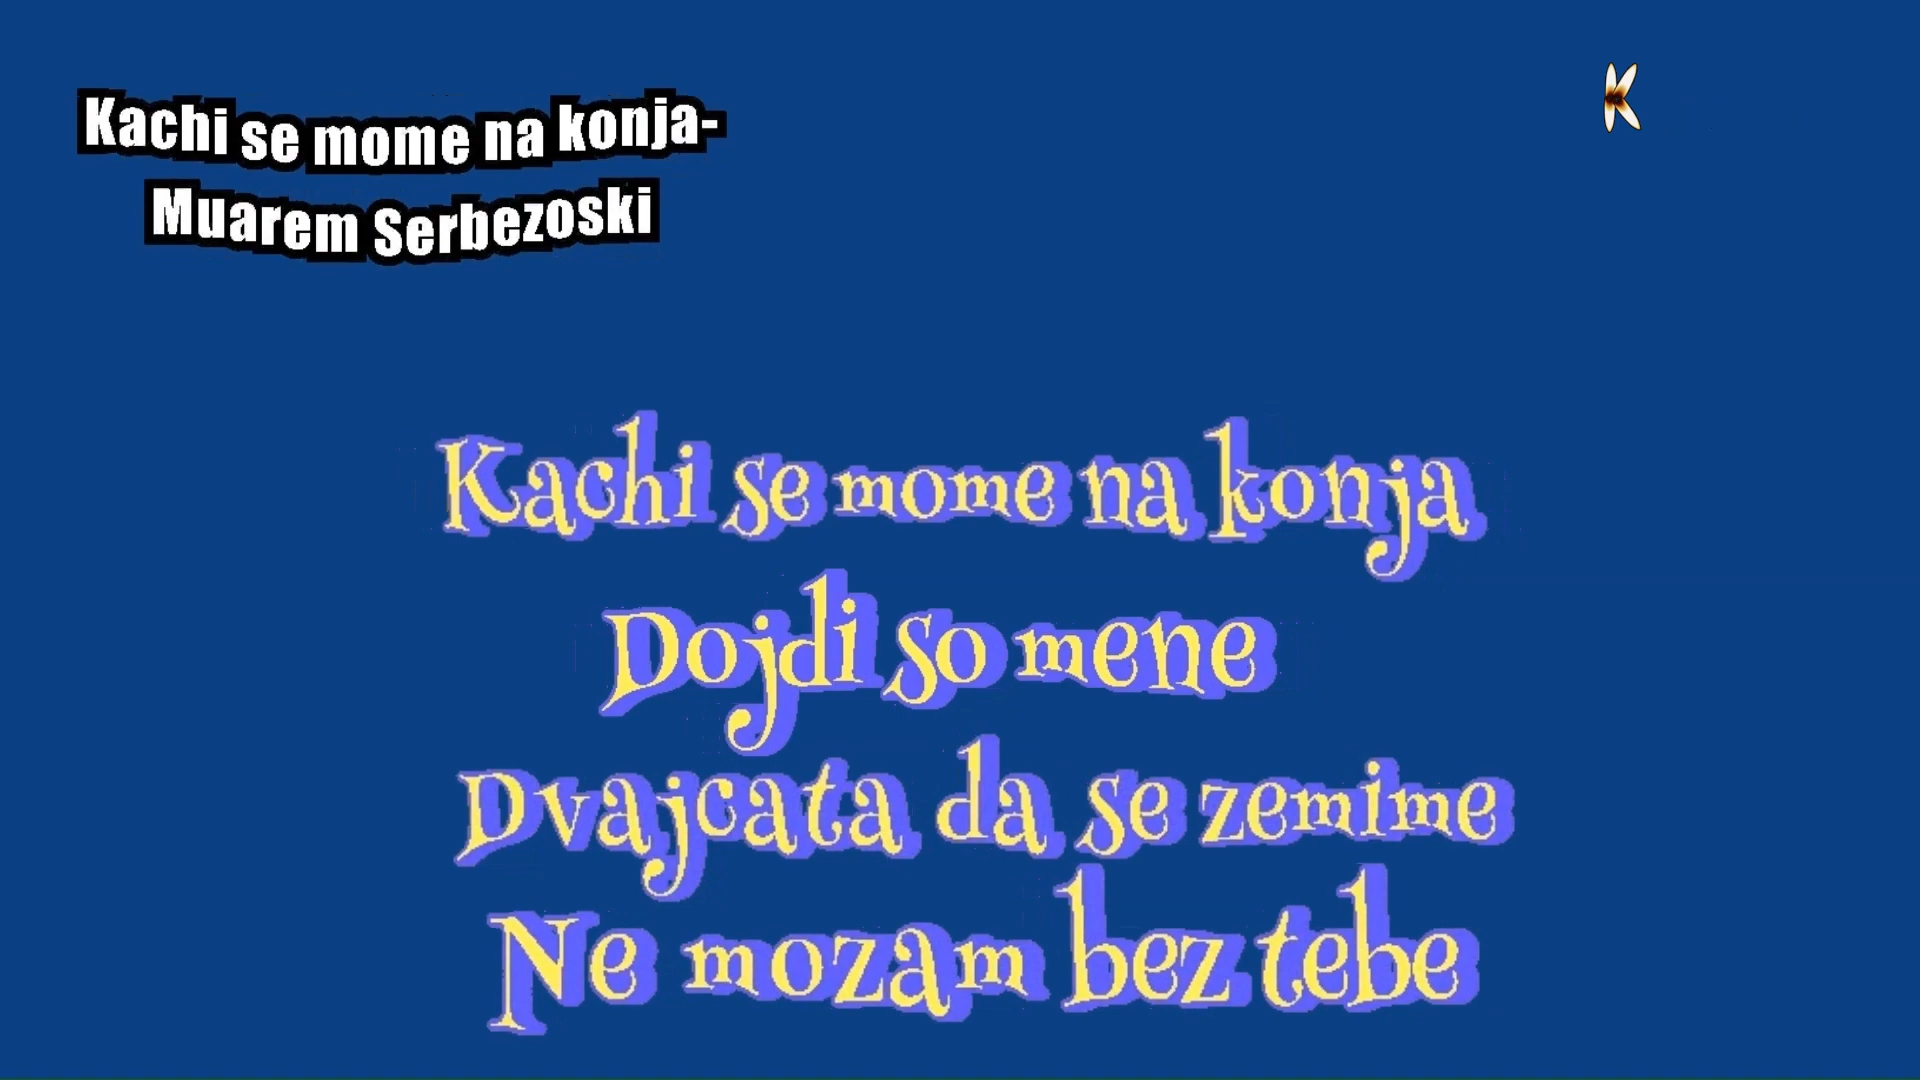 Kachi se mome na konja-
Muarem Serbezoski
K
Kachi se mome na konja
Dojdi so mene
Dvajcata da se zemime
Ne mozam bez tebe